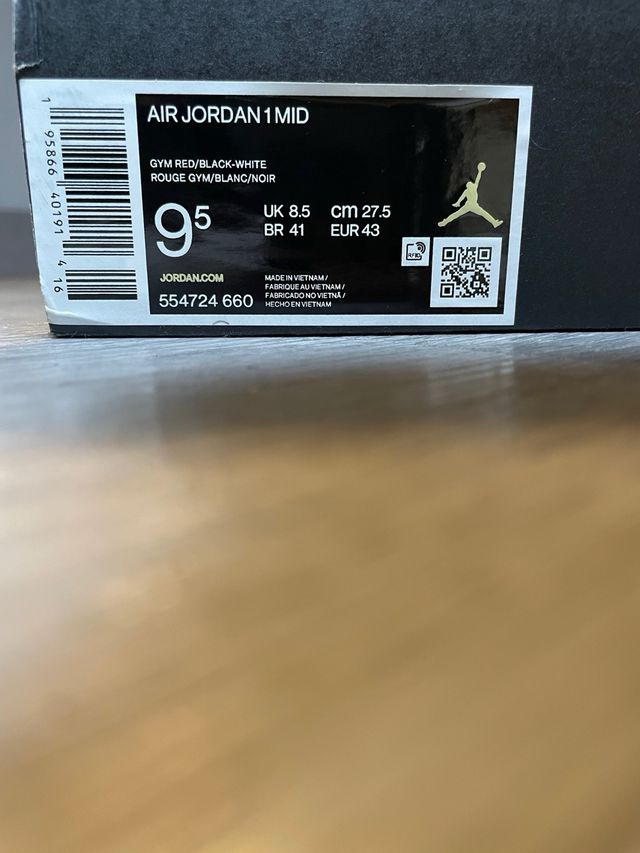 AIR JORDAN 1 MID
GYM RED/BLACK-WHITE
ROUGE GYM/BLANC/NOIR
9⁵
UK 8.5 cm 27.5
BR 41 EUR 43
RFID
JORDAN.COM
554724 660
MADE IN VIETNAM /
FABRIQUE AU VIETNAM /
FABRICADO NO VIETNÃ /
HECHO EN VIETNAM
1 95866 40191 4 16